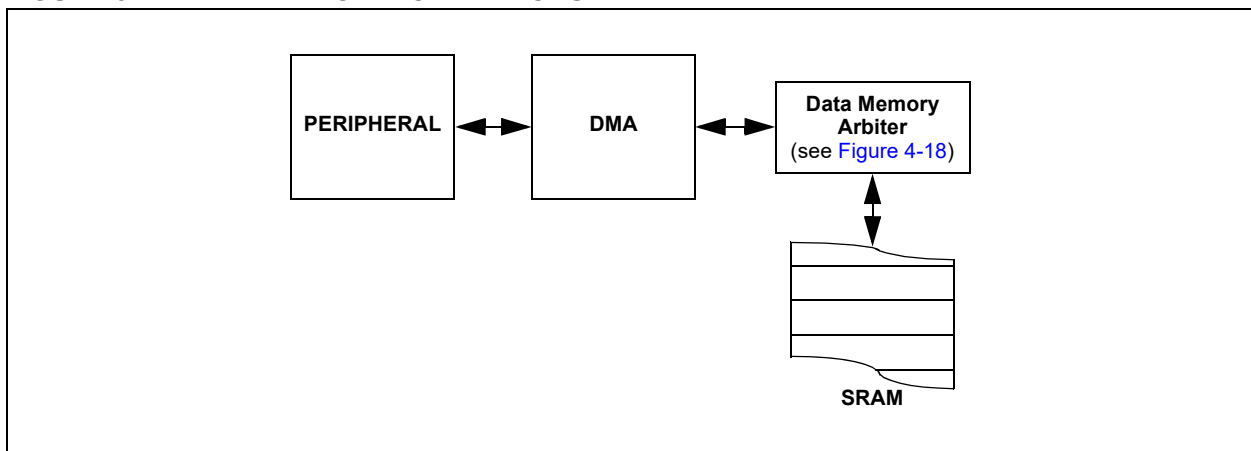 PERIPHERAL
DMA
Data Memory
Arbiter
(see Figure 4-18)
SRAM